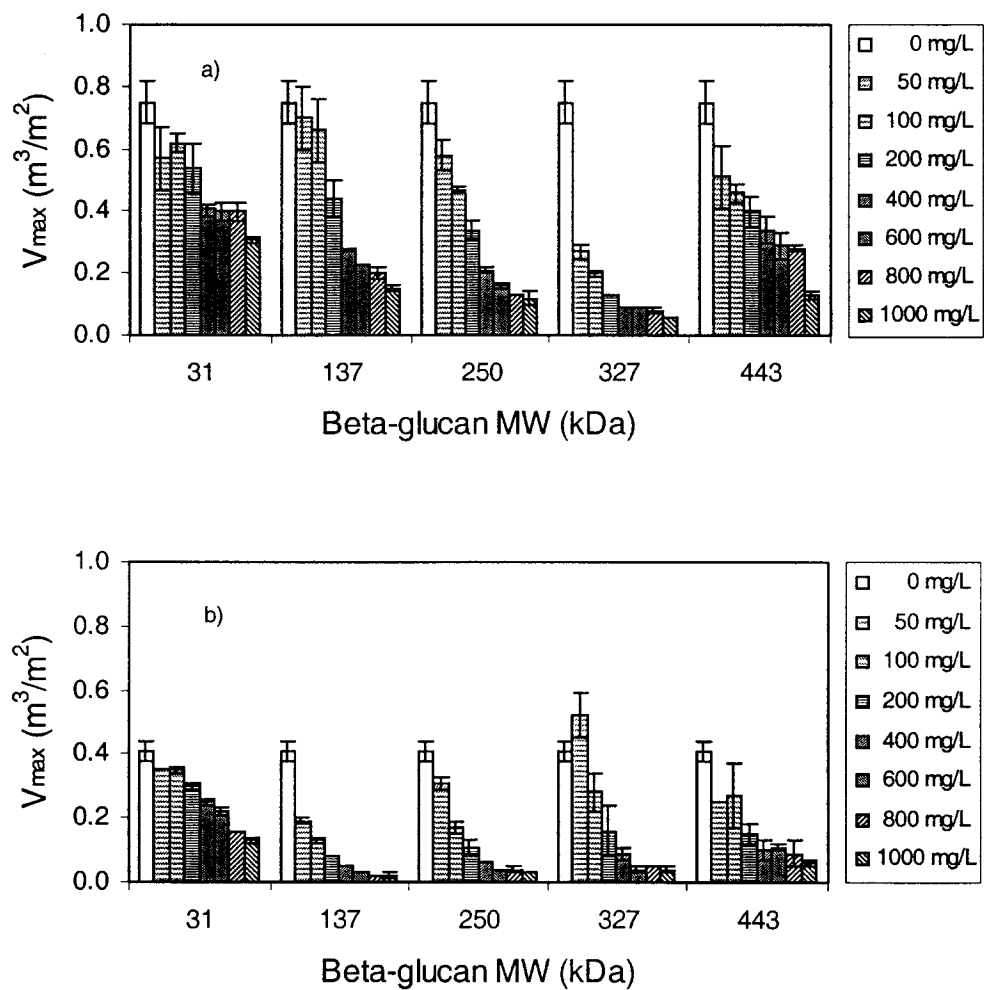 1.0
0.8
0.6
0.4
0.2
0.0
Vmax (m³/m²)
a)
31 137 250 327 443
Beta-glucan MW (kDa)
0 mg/L
50 mg/L
100 mg/L
200 mg/L
400 mg/L
600 mg/L
800 mg/L
1000 mg/L
1.0
0.8
0.6
0.4
0.2
0.0
Vmax (m³/m²)
b)
31 137 250 327 443
Beta-glucan MW (kDa)
0 mg/L
50 mg/L
100 mg/L
200 mg/L
400 mg/L
600 mg/L
800 mg/L
1000 mg/L